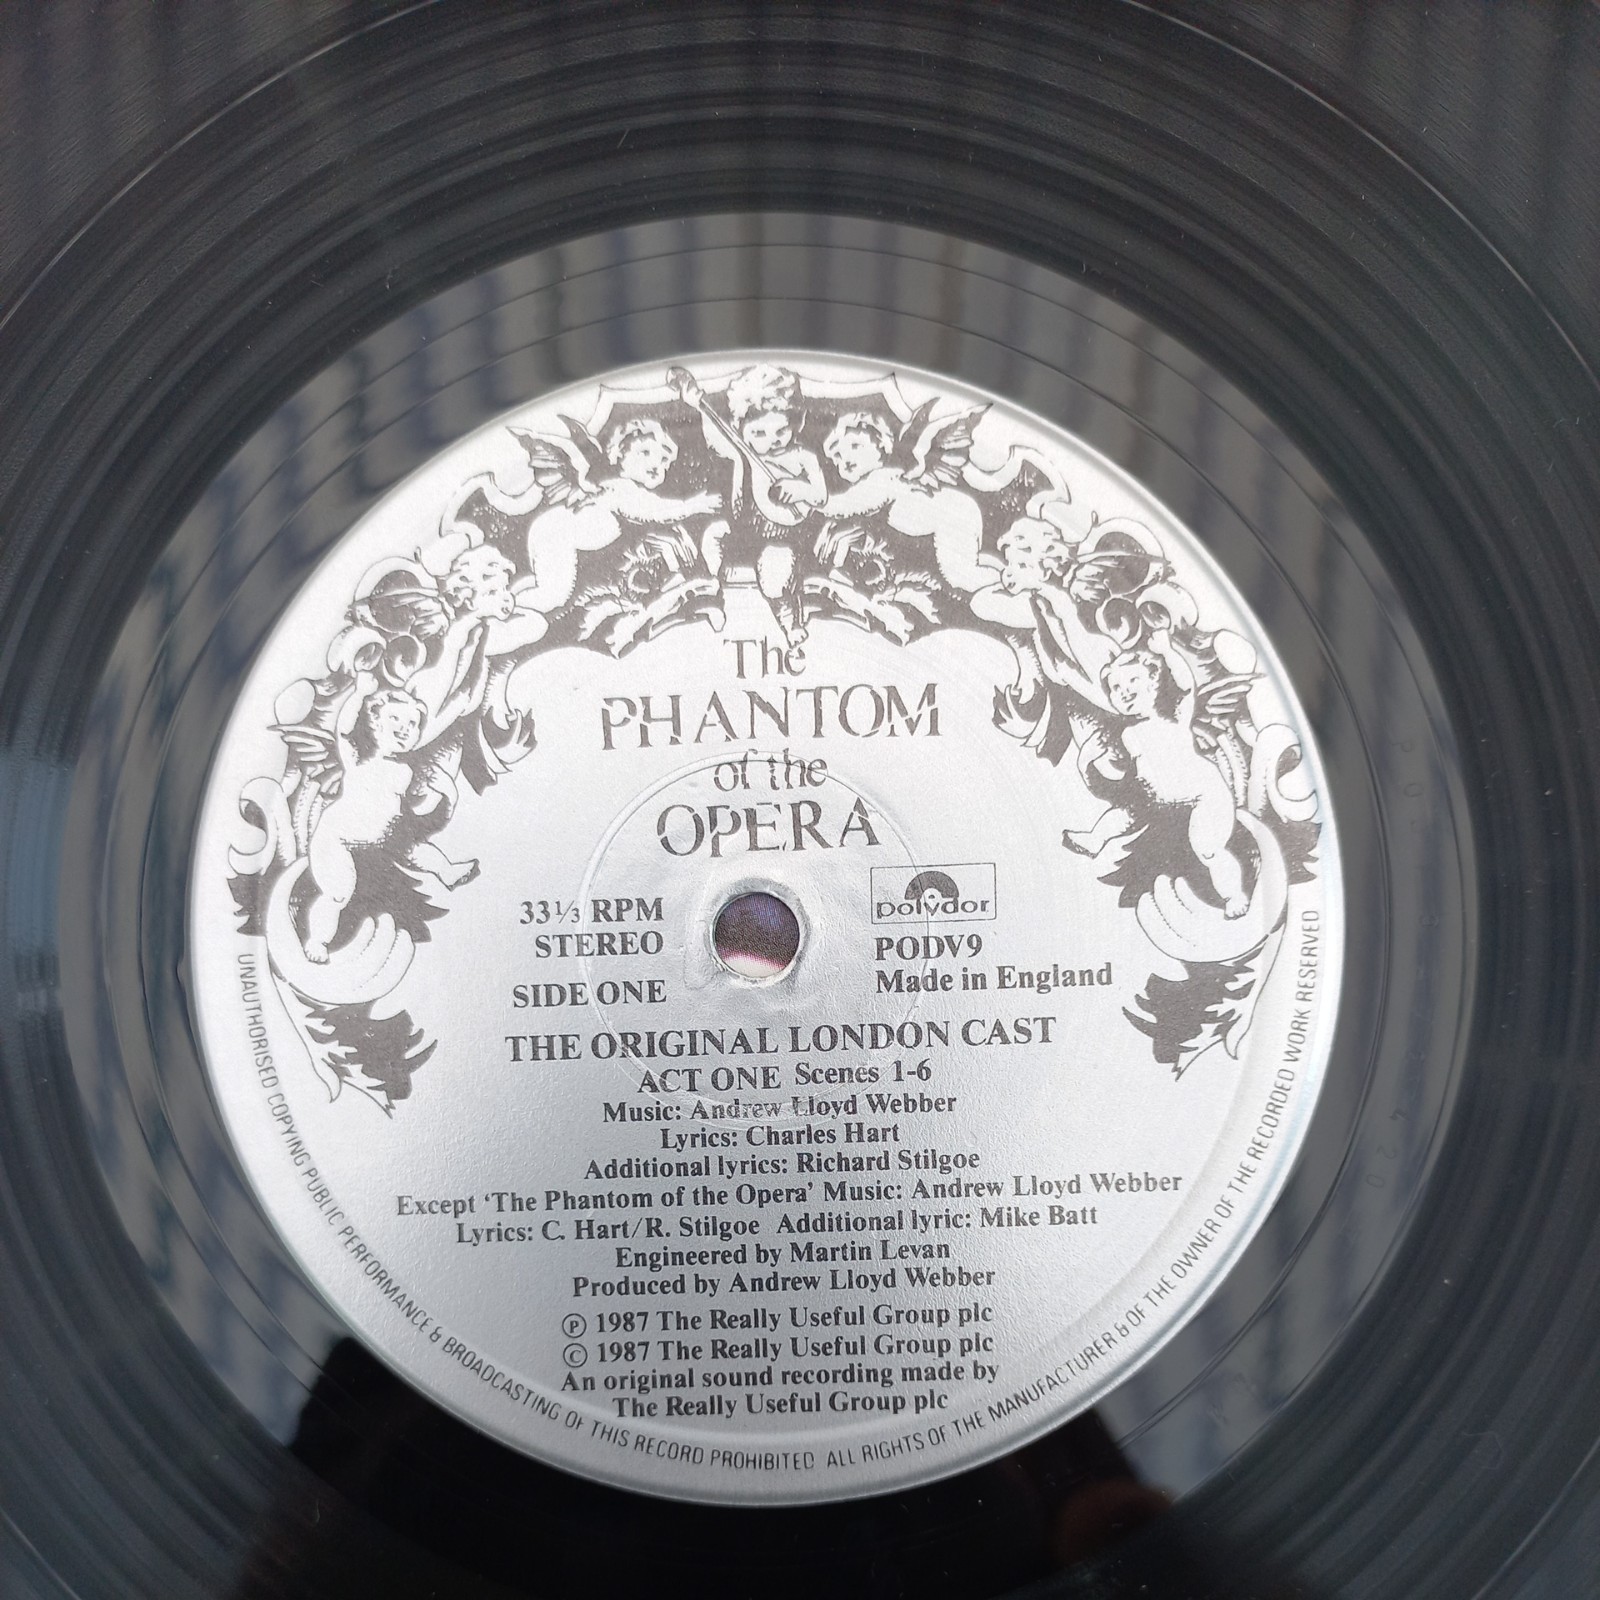 The
PHANTOM
of the
OPERA
33⅓ RPM
STEREO
SIDE ONE
polydor
PODV9
Made in England
THE ORIGINAL LONDON CAST
ACT ONE Scenes 1-6
Music: Andrew Lloyd Webber
Lyrics: Charles Hart
Additional lyrics: Richard Stilgoe
Except ‘The Phantom of the Opera’ Music: Andrew Lloyd Webber
Lyrics: C. Hart/R. Stilgoe Additional lyric: Mike Batt
Engineered by Martin Levan
Produced by Andrew Lloyd Webber
Ⓟ 1987 The Really Useful Group plc
© 1987 The Really Useful Group plc
An original sound recording made by
The Really Useful Group plc
UNAUTHORISED COPYING PUBLIC PERFORMANCE & BROADCASTING OF THIS RECORD PROHIBITED ALL RIGHTS OF THE MANUFACTURER & OF THE OWNER OF THE RECORDED WORK RESERVED